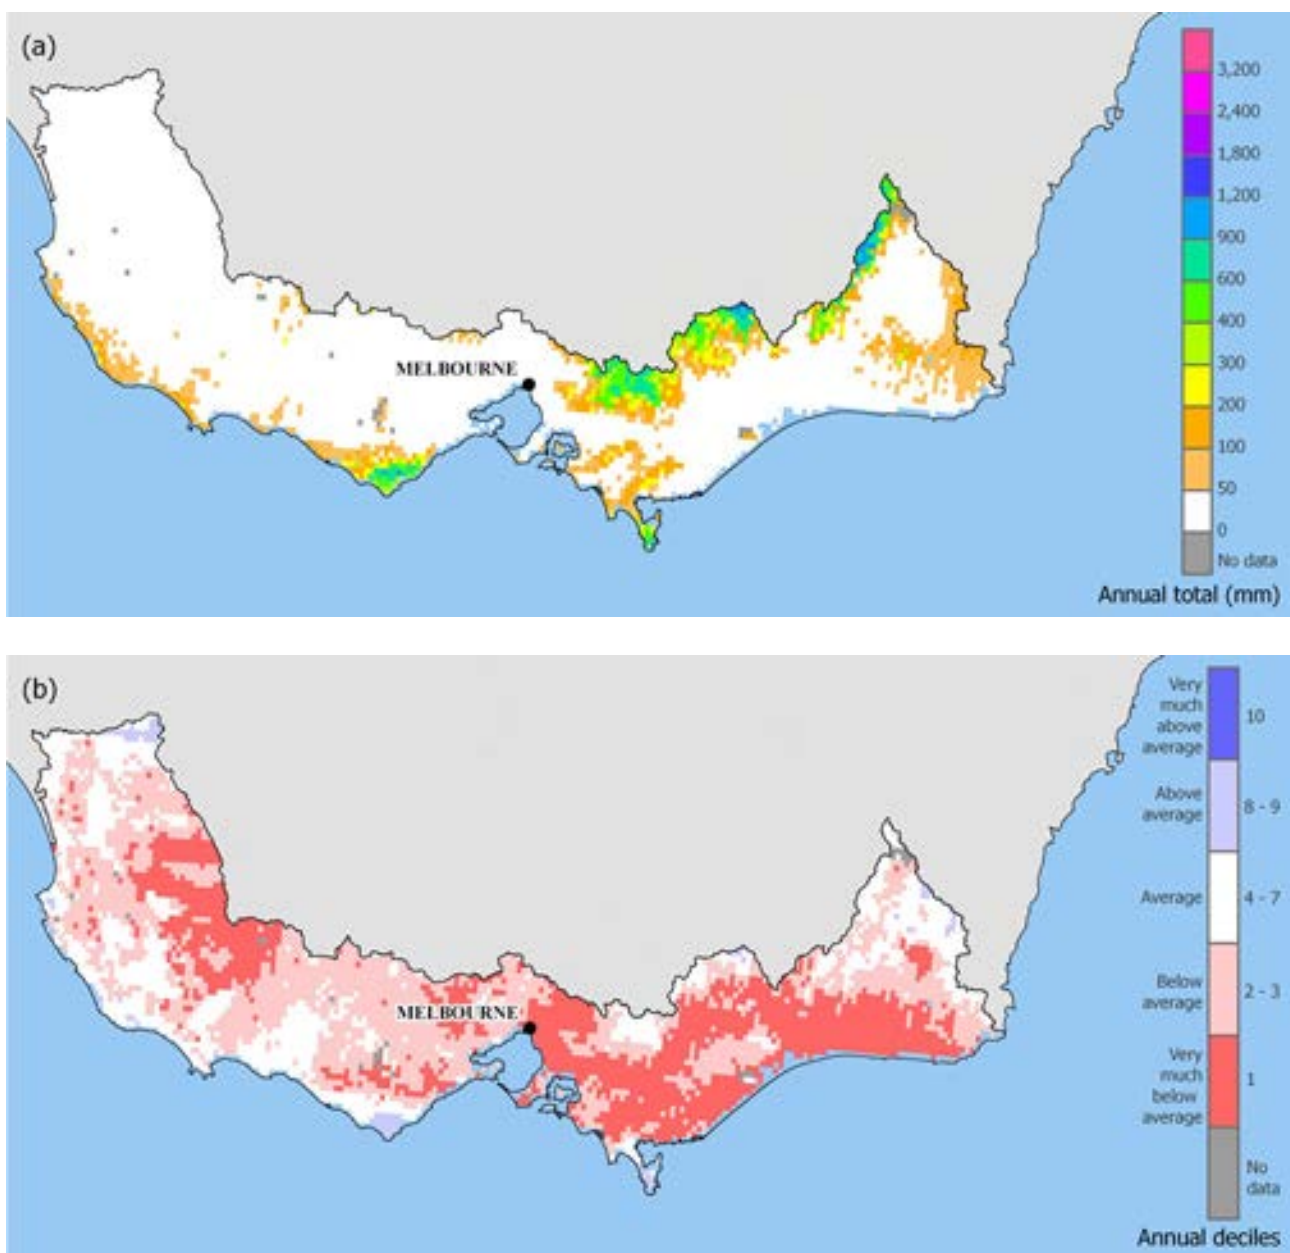 (a)
MELBOURNE
3,200
2,400
1,800
1,200
900
600
400
300
200
100
50
0
No data
Annual total (mm)
(b)
MELBOURNE
Very
much
above
average
10
Above
average
8 - 9
Average
4 - 7
Below
average
2 - 3
Very
much
below
average
1
No
data
Annual deciles